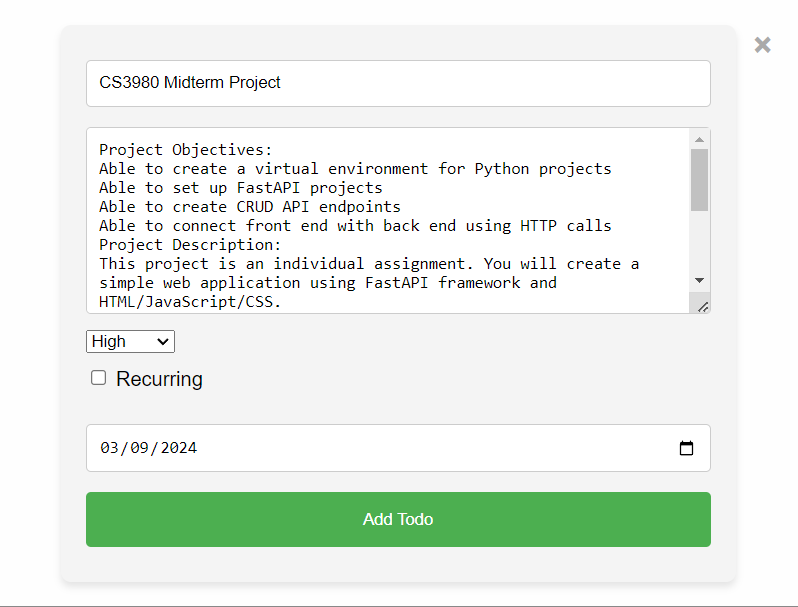 CS3980 Midterm Project
Project Objectives:
Able to create a virtual environment for Python projects
Able to set up FastAPI projects
Able to create CRUD API endpoints
Able to connect front end with back end using HTTP calls
Project Description:
This project is an individual assignment. You will create a
simple web application using FastAPI framework and
HTML/JavaScript/CSS.
High
Recurring
03/09/2024
Add Todo